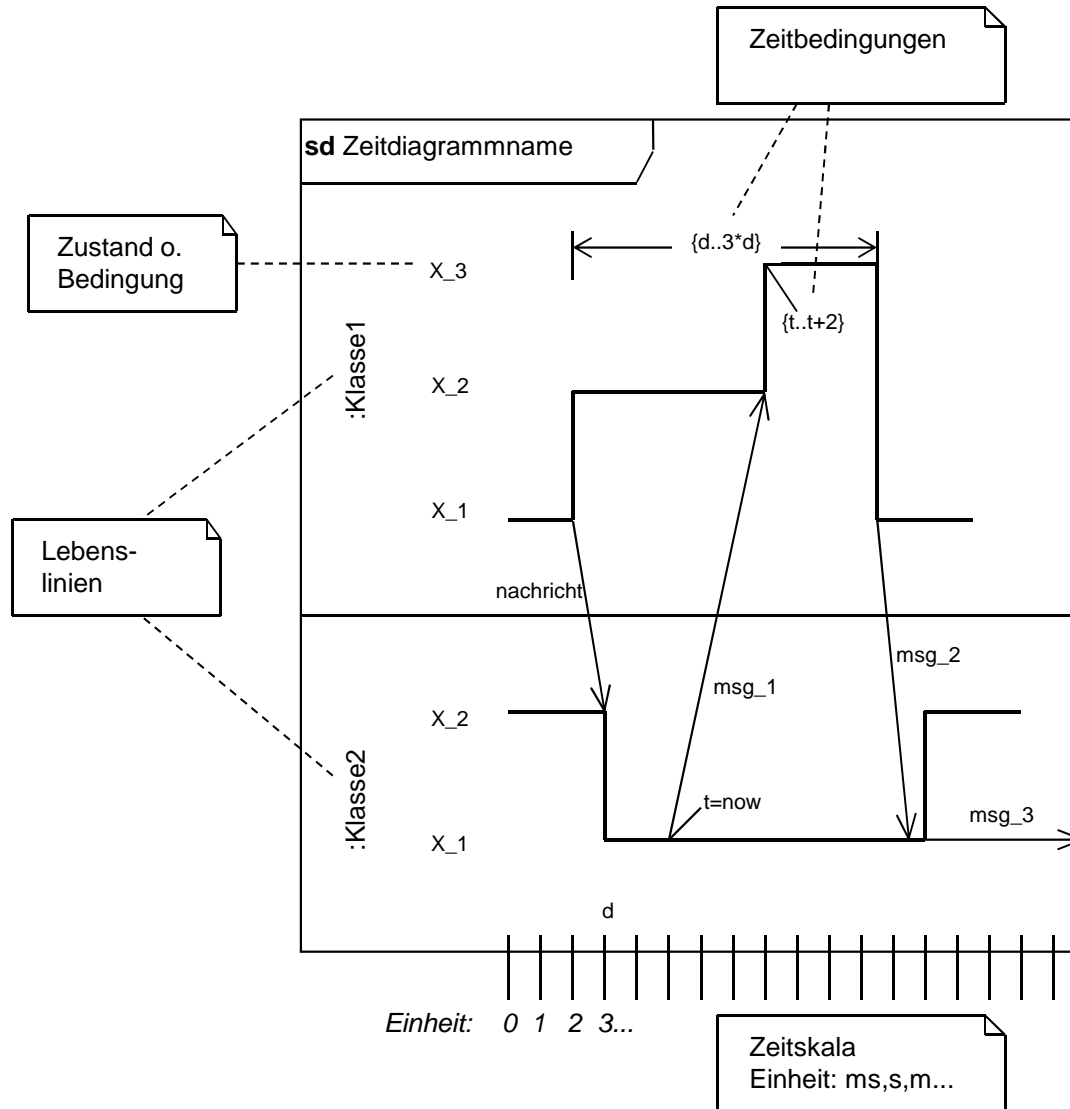 Zeitbedingungen
sd Zeitdiagrammname
Zustand o.
Bedingung
{d..3*d}
X_3
{t..t+2}
:Klasse1
X_2
X_1
Lebens-
linien
nachricht
msg_2
msg_1
X_2
:Klasse2
t=now
msg_3
X_1
d
Einheit: 0 1 2 3...
Zeitskala
Einheit: ms,s,m...